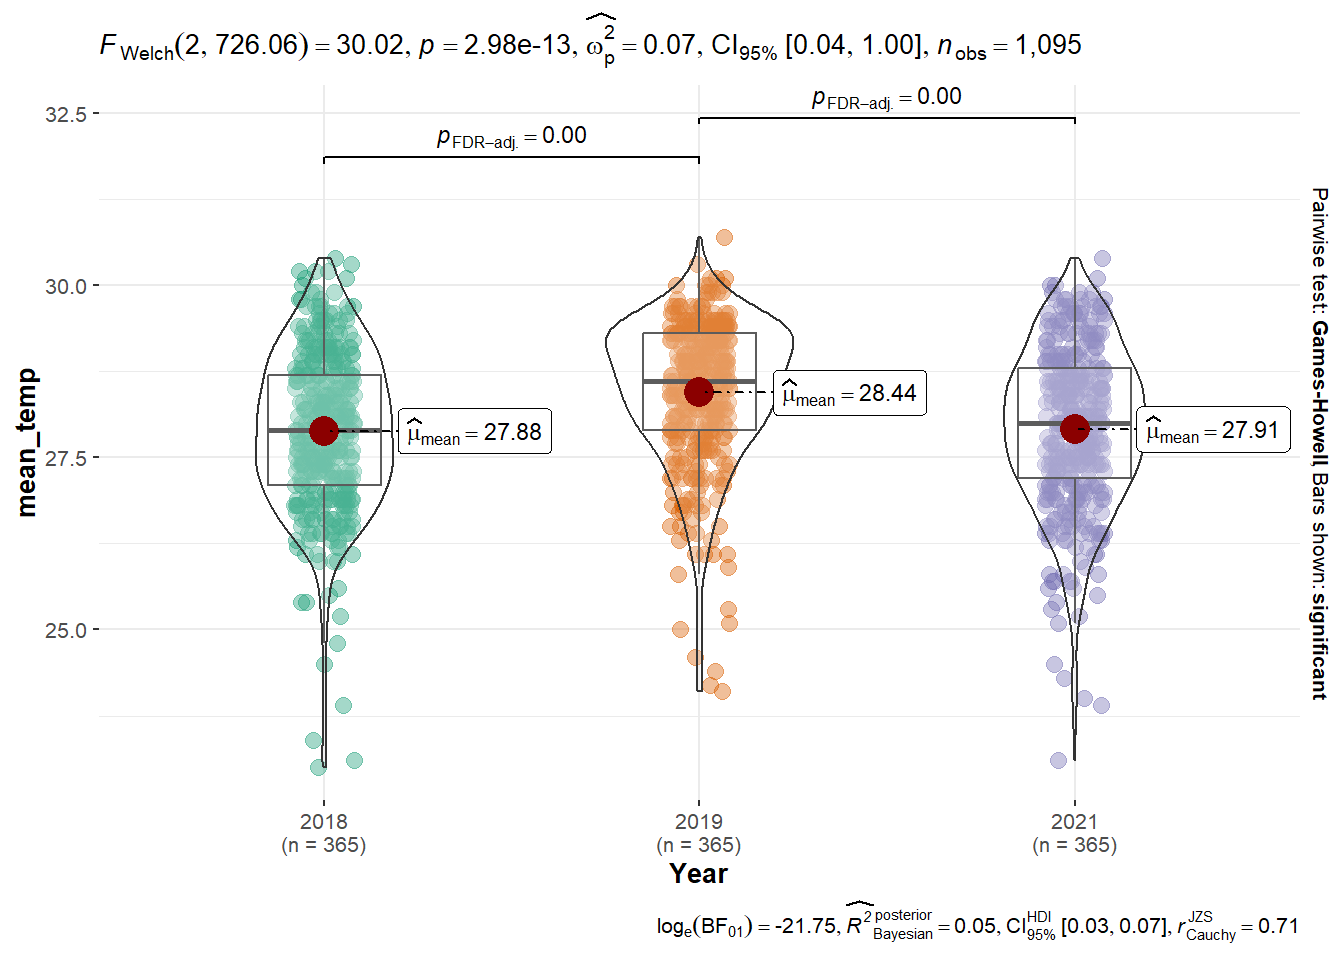 F Welch(2, 726.06) = 30.02, p = 2.98e-13, ω̂²p = 0.07, CI95% [0.04, 1.00], nobs = 1,095
pFDR−adj. = 0.00
pFDR−adj. = 0.00
32.5
30.0
27.5
25.0
mean_temp
μ̂mean = 27.88
μ̂mean = 28.44
μ̂mean = 27.91
Pairwise test: Games-Howell, Bars shown: significant
2018
(n = 365)
2019
(n = 365)
2021
(n = 365)
Year
loge(BF01) = -21.75, R̂² posterior Bayesian = 0.05, CI HDI 95% [0.03, 0.07], r JZS Cauchy = 0.71